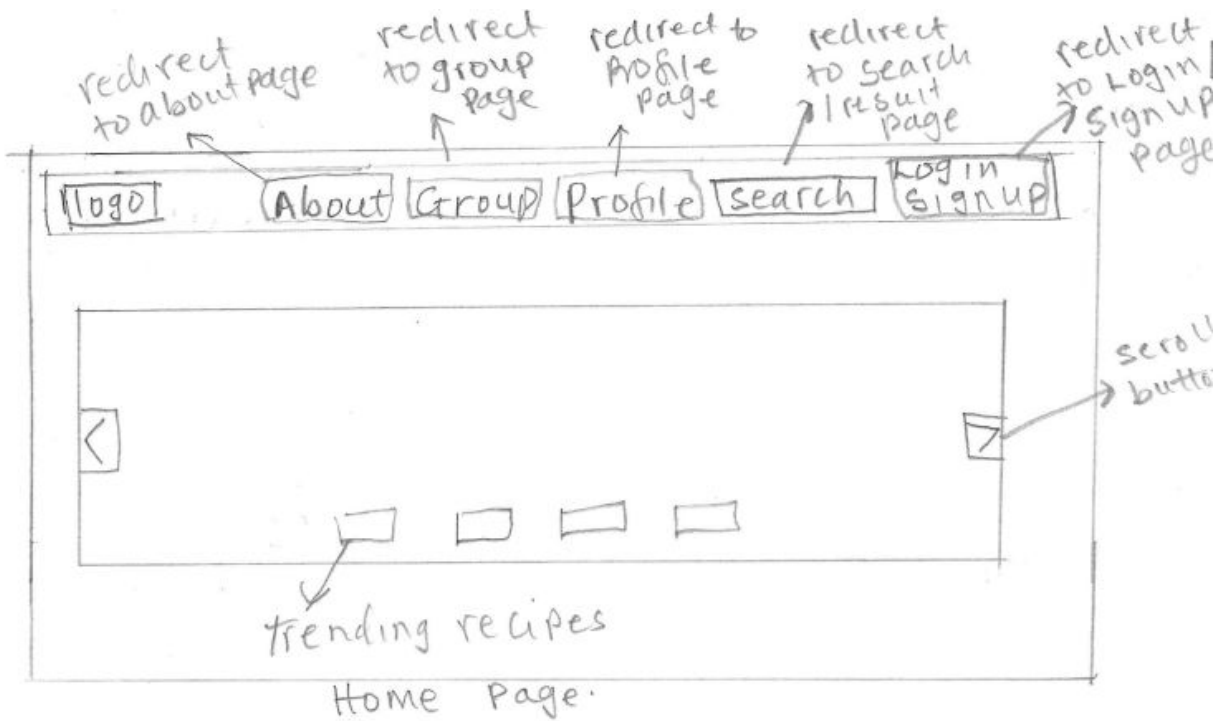 redirect
to about page
redirect
to group
page
redirect to
Profile
page
redirect
to search
/result
page
redirect
to Login/
Signup
page
logo
About
Group
Profile
search
Login
Signup
<
>
scroll
butto
trending recipes
Home Page.